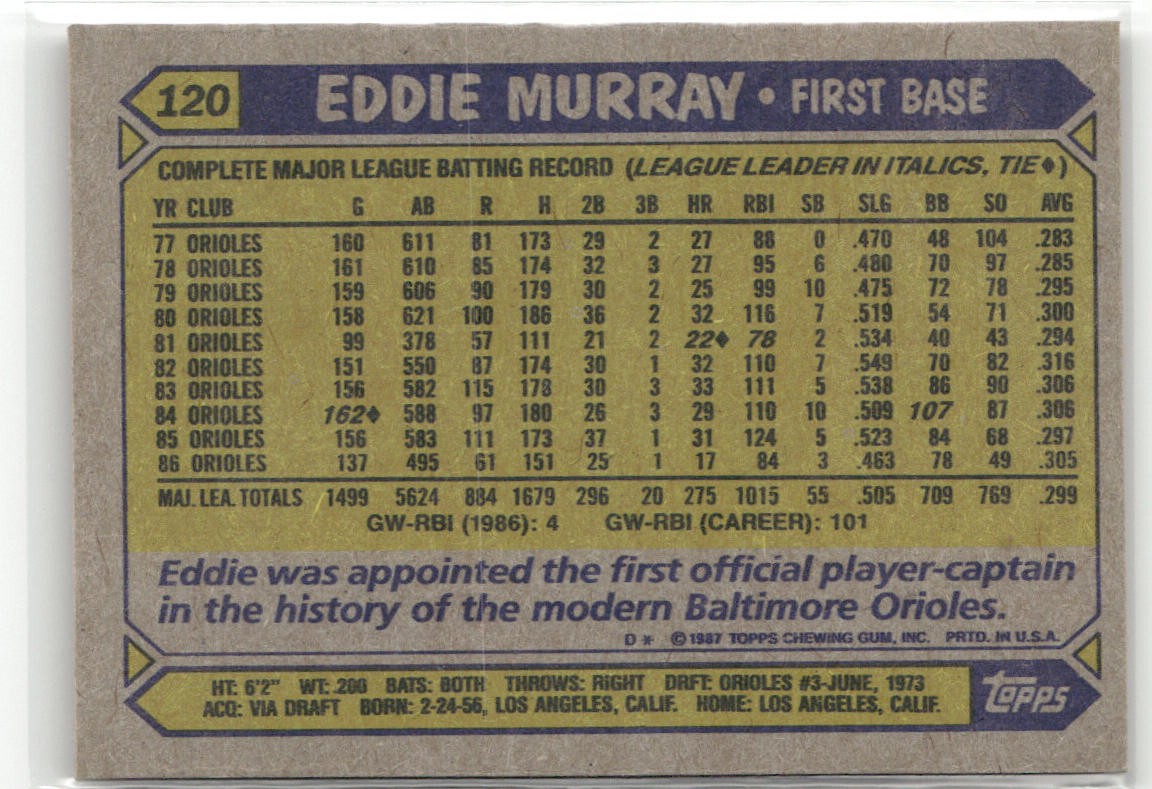 120 EDDIE MURRAY • FIRST BASE
COMPLETE MAJOR LEAGUE BATTING RECORD (LEAGUE LEADER IN ITALICS, TIE♦)
YR CLUB G AB R H 2B 3B HR RBI SB SLG BB SO AVG
77 ORIOLES 160 611 81 173 29 2 27 88 0 .470 48 104 .283
78 ORIOLES 161 610 85 174 32 3 27 95 6 .480 70 97 .285
79 ORIOLES 159 606 90 179 30 2 25 99 10 .475 72 78 .295
80 ORIOLES 158 621 100 186 36 2 32 116 7 .519 54 71 .300
81 ORIOLES 99 378 57 111 21 2 22♦ 78 2 .534 40 43 .294
82 ORIOLES 151 550 87 174 30 1 32 110 7 .549 70 82 .316
83 ORIOLES 156 582 115 178 30 3 33 111 5 .538 86 90 .306
84 ORIOLES 162♦ 588 97 180 26 3 29 110 10 .509 107 87 .306
85 ORIOLES 156 583 111 173 37 1 31 124 5 .523 84 68 .297
86 ORIOLES 137 495 61 151 25 1 17 84 3 .463 78 49 .305
MAJ. LEA. TOTALS 1499 5624 884 1679 296 20 275 1015 55 .505 709 769 .299
GW-RBI (1986): 4 GW-RBI (CAREER): 101
Eddie was appointed the first official player-captain
in the history of the modern Baltimore Orioles.
D * ©1987 TOPPS CHEWING GUM, INC. PRTD. IN U.S.A.
HT: 6'2" WT: 200 BATS: BOTH THROWS: RIGHT DRFT: ORIOLES #3-JUNE, 1973
ACQ: VIA DRAFT BORN: 2-24-56, LOS ANGELES, CALIF. HOME: LOS ANGELES, CALIF.
TOPPS